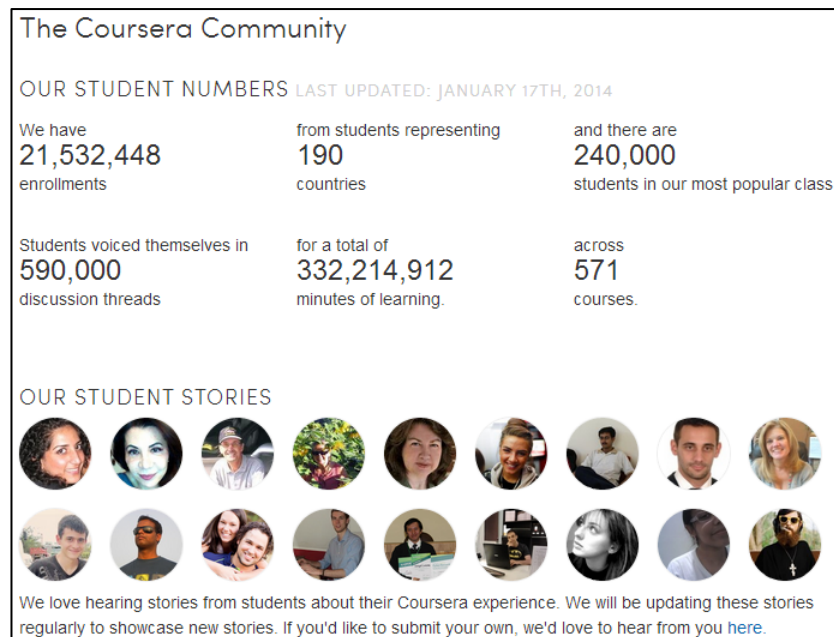 The Coursera Community
OUR STUDENT NUMBERS LAST UPDATED: JANUARY 17TH, 2014
We have
21,532,448
enrollments
from students representing
190
countries
and there are
240,000
students in our most popular class
Students voiced themselves in
590,000
discussion threads
for a total of
332,214,912
minutes of learning.
across
571
courses.
OUR STUDENT STORIES
We love hearing stories from students about their Coursera experience. We will be updating these stories
regularly to showcase new stories. If you'd like to submit your own, we'd love to hear from you here.